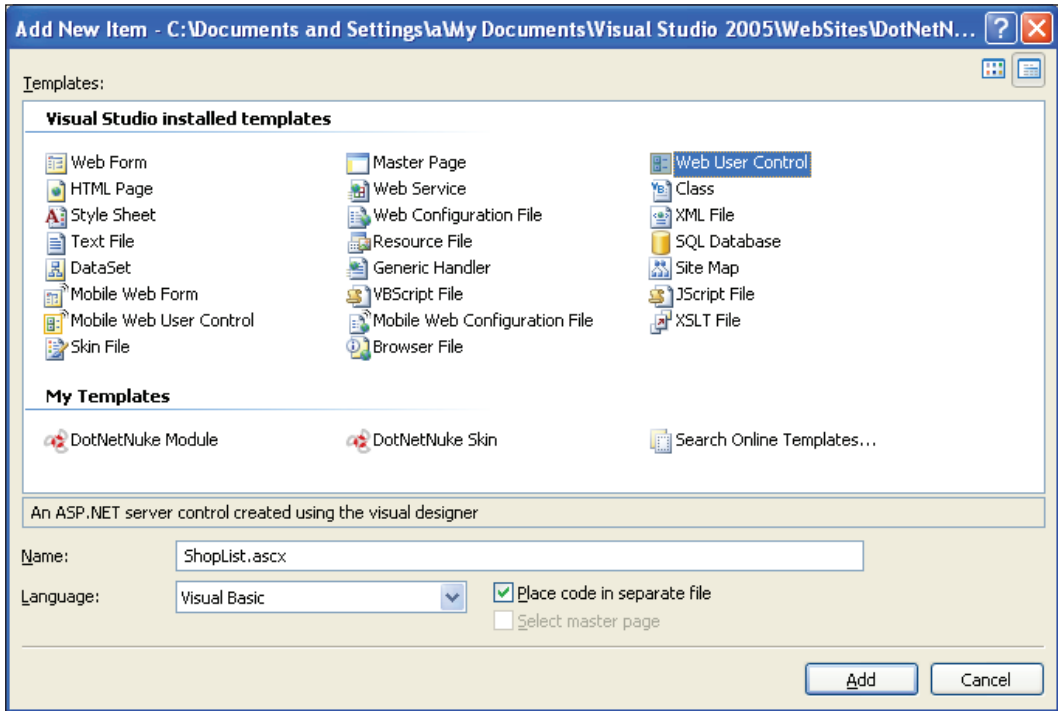 Add New Item - C:\Documents and Settings\a\My Documents\Visual Studio 2005\WebSites\DotNetN...
Templates:
Visual Studio installed templates
Web Form Master Page Web User Control
HTML Page Web Service Class
Style Sheet Web Configuration File XML File
Text File Resource File SQL Database
DataSet Generic Handler Site Map
Mobile Web Form VBScript File JScript File
Mobile Web User Control Mobile Web Configuration File XSLT File
Skin File Browser File
My Templates
DotNetNuke Module DotNetNuke Skin Search Online Templates...
An ASP.NET server control created using the visual designer
Name: ShopList.ascx
Language: Visual Basic Place code in separate file
Select master page
Add Cancel